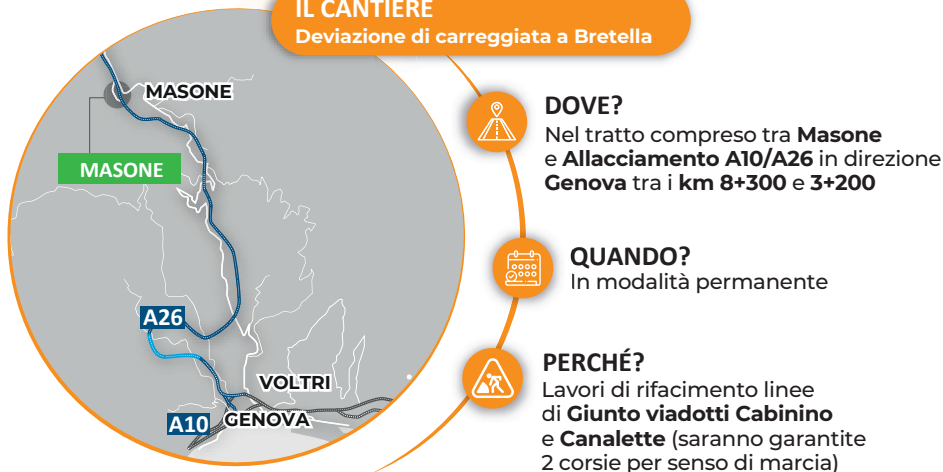 IL CANTIERE
Deviazione di carreggiata a Bretella
MASONE
MASONE
A26
VOLTRI
A10
GENOVA
DOVE?
Nel tratto compreso tra Masone
e Allacciamento A10/A26 in direzione
Genova tra i km 8+300 e 3+200
QUANDO?
In modalità permanente
PERCHÉ?
Lavori di rifacimento linee
di Giunto viadotti Cabinino
e Canalette (saranno garantite
2 corsie per senso di marcia)